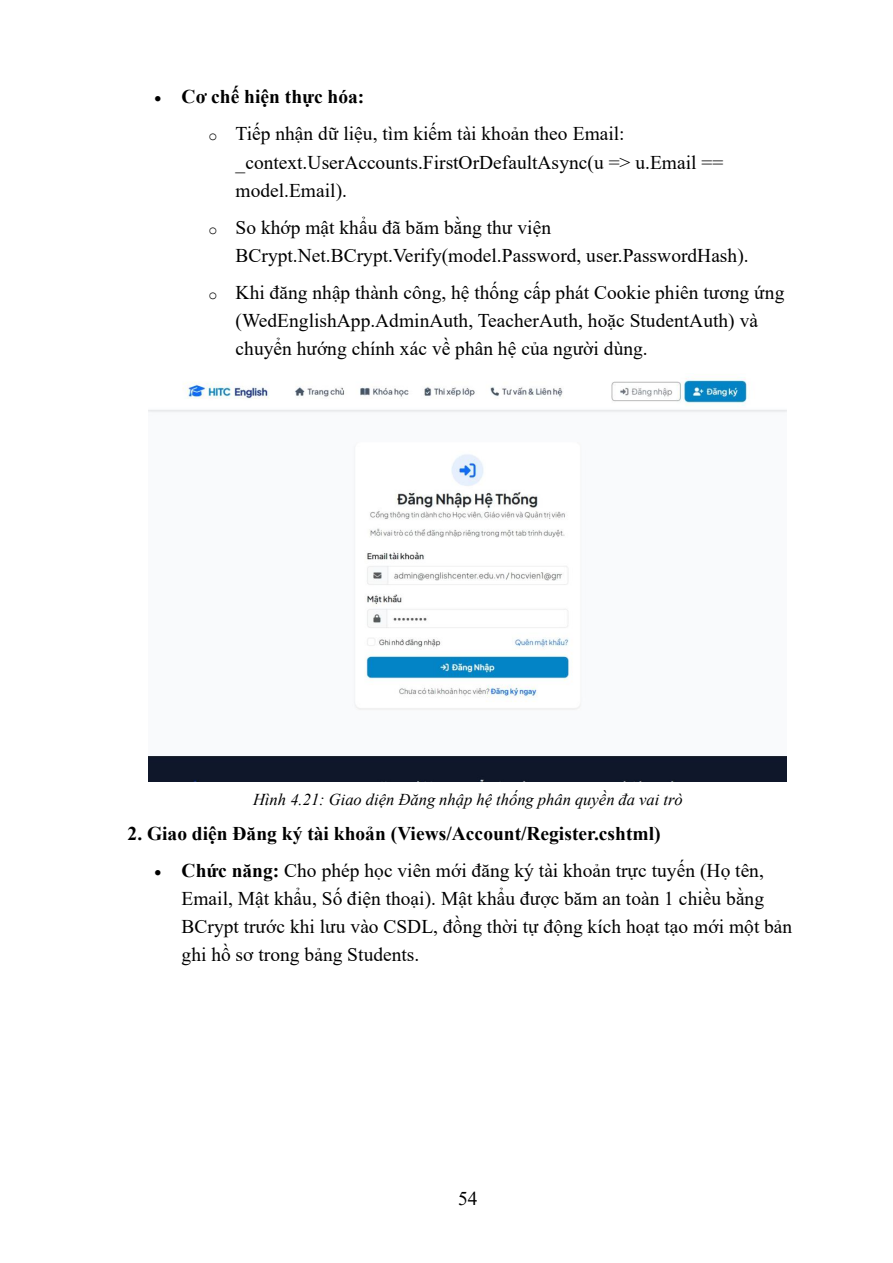 • Cơ chế hiện thực hóa:
o Tiếp nhận dữ liệu, tìm kiếm tài khoản theo Email:
_context.UserAccounts.FirstOrDefaultAsync(u => u.Email ==
model.Email).
o So khớp mật khẩu đã băm bằng thư viện
BCrypt.Net.BCrypt.Verify(model.Password, user.PasswordHash).
o Khi đăng nhập thành công, hệ thống cấp phát Cookie phiên tương ứng
(WedEnglishApp.AdminAuth, TeacherAuth, hoặc StudentAuth) và
chuyển hướng chính xác về phân hệ của người dùng.
HITC English Trang chủ Khóa học Thi xếp lớp Tư vấn & Liên hệ Đăng nhập Đăng ký
Đăng Nhập Hệ Thống
Cổng thông tin dành cho Học viên, Giáo viên và Quản trị viên
Mỗi vai trò có thể đăng nhập riêng trong một tab trình duyệt.
Email tài khoản
admin@englishcenter.edu.vn / hocvien1@gm
Mật khẩu
••••••••
Ghi nhớ đăng nhập Quên mật khẩu?
Đăng Nhập
Chưa có tài khoản học viên? Đăng ký ngay
Hình 4.21: Giao diện Đăng nhập hệ thống phân quyền đa vai trò
2. Giao diện Đăng ký tài khoản (Views/Account/Register.cshtml)
• Chức năng: Cho phép học viên mới đăng ký tài khoản trực tuyến (Họ tên,
Email, Mật khẩu, Số điện thoại). Mật khẩu được băm an toàn 1 chiều bằng
BCrypt trước khi lưu vào CSDL, đồng thời tự động kích hoạt tạo mới một bản
ghi hồ sơ trong bảng Students.
54